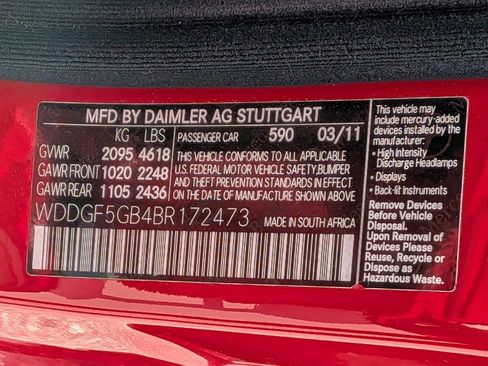 MFD BY DAIMLER AG STUTTGART
KG LBS PASSENGER CAR 590 03/11
GVWR 2095 4618
GAWR FRONT 1020 2248
GAWR REAR 1105 2436
THIS VEHICLE CONFORMS TO ALL APPLICABLE
U.S. FEDERAL MOTOR VEHICLE SAFETY, BUMPER
AND THEFT PREVENTION STANDARDS IN EFFECT ON THE
DATE OF MANUFACTURE SHOWN ABOVE.
WDDGF5GB4BR172473
This vehicle may
include mercury-added
devices installed by the
manufacturer:
• High Intensity
Discharge Headlamps
• Displays
• Back-lit Instruments
Remove Devices
Before Vehicle
Disposal.
Upon Removal of
Devices Please
Reuse, Recycle or
Dispose as
Hazardous Waste.